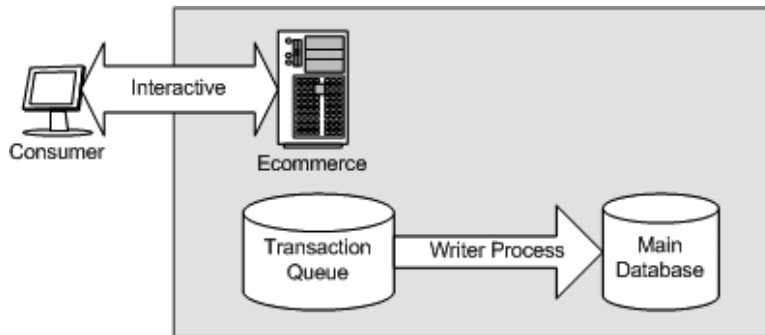 Interactive
Consumer
Ecommerce
Transaction
Queue
Writer Process
Main
Database